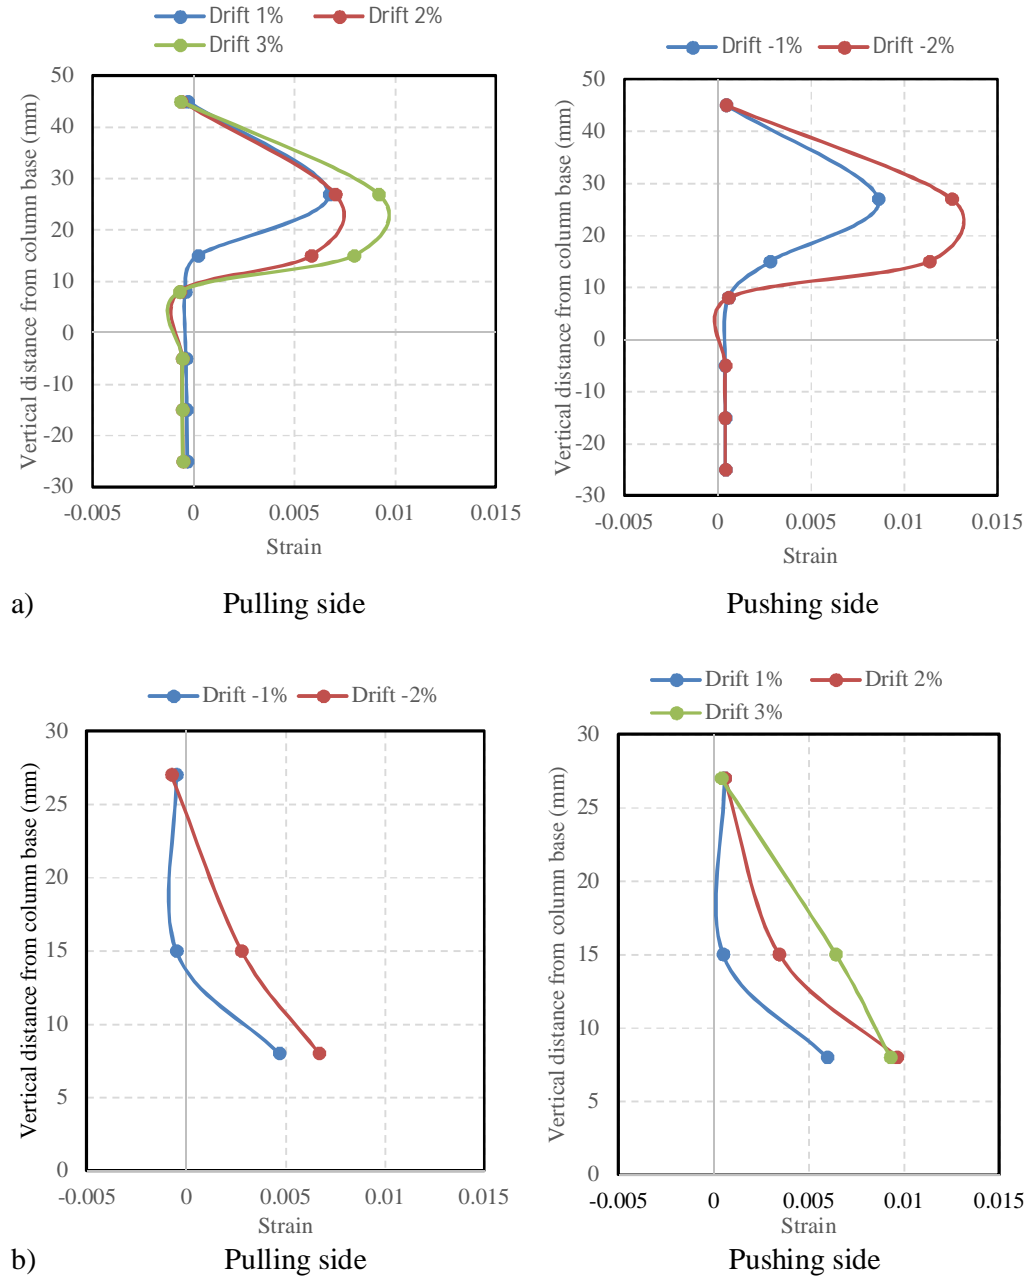 Drift 1% Drift 2%
Drift 3%
Drift -1% Drift -2%
Vertical distance from column base (mm)
50
40
30
20
10
0
-10
-20
-30
-0.005 0 0.005 0.01 0.015
Strain
Vertical distance from column base (mm)
50
40
30
20
10
0
-10
-20
-30
-0.005 0 0.005 0.01 0.015
Strain
a) Pulling side Pushing side
Drift -1% Drift -2%
Drift 1% Drift 2%
Drift 3%
Vertical distance from column base (mm)
30
25
20
15
10
5
0
-0.005 0 0.005 0.01 0.015
Strain
Vertical distance from column base (mm)
30
25
20
15
10
5
0
-0.005 0 0.005 0.01 0.015
Strain
b) Pulling side Pushing side